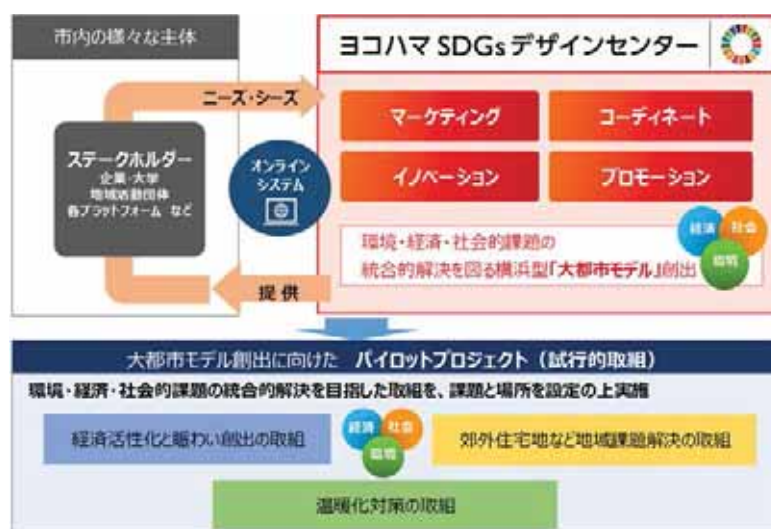 市内の様々な主体
ヨコハマ SDGs デザインセンター
ニーズ・シーズ
ステークホルダー
企業・大学
地域活動団体
各プラットフォーム など
オンライン
システム
マーケティング
コーディネート
イノベーション
プロモーション
環境・経済・社会的課題の
統合的解決を図る横浜型「大都市モデル」創出
経済
社会
環境
提供
大都市モデル創出に向けた パイロットプロジェクト（試行的取組）
環境・経済・社会的課題の統合的解決を目指した取組を、課題と場所を設定の上実施
経済活性化と賑わい創出の取組
経済
社会
環境
郊外住宅地など地域課題解決の取組
温暖化対策の取組